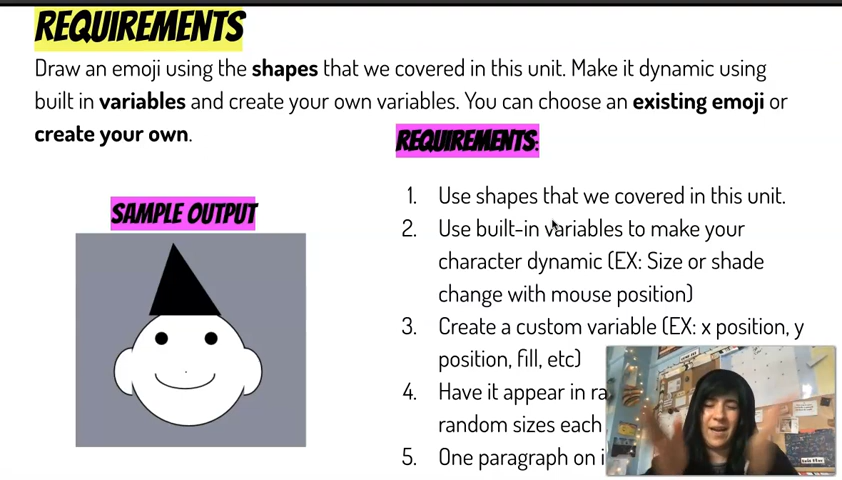 REQUIREMENTS
Draw an emoji using the shapes that we covered in this unit. Make it dynamic using
built in variables and create your own variables. You can choose an existing emoji or
create your own.
REQUIREMENTS:
SAMPLE OUTPUT
1. Use shapes that we covered in this unit.
2. Use built-in variables to make your
character dynamic (EX: Size or shade
change with mouse position)
3. Create a custom variable (EX: x position, y
position, fill, etc)
4. Have it appear in
random sizes each
5. One paragraph on